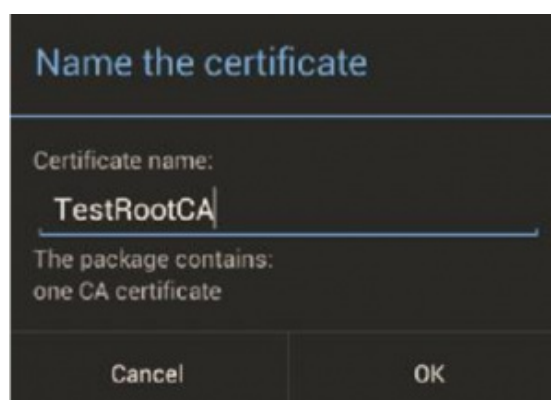 Name the certificate
Certificate name:
TestRootCA
The package contains:
one CA certificate
Cancel
OK